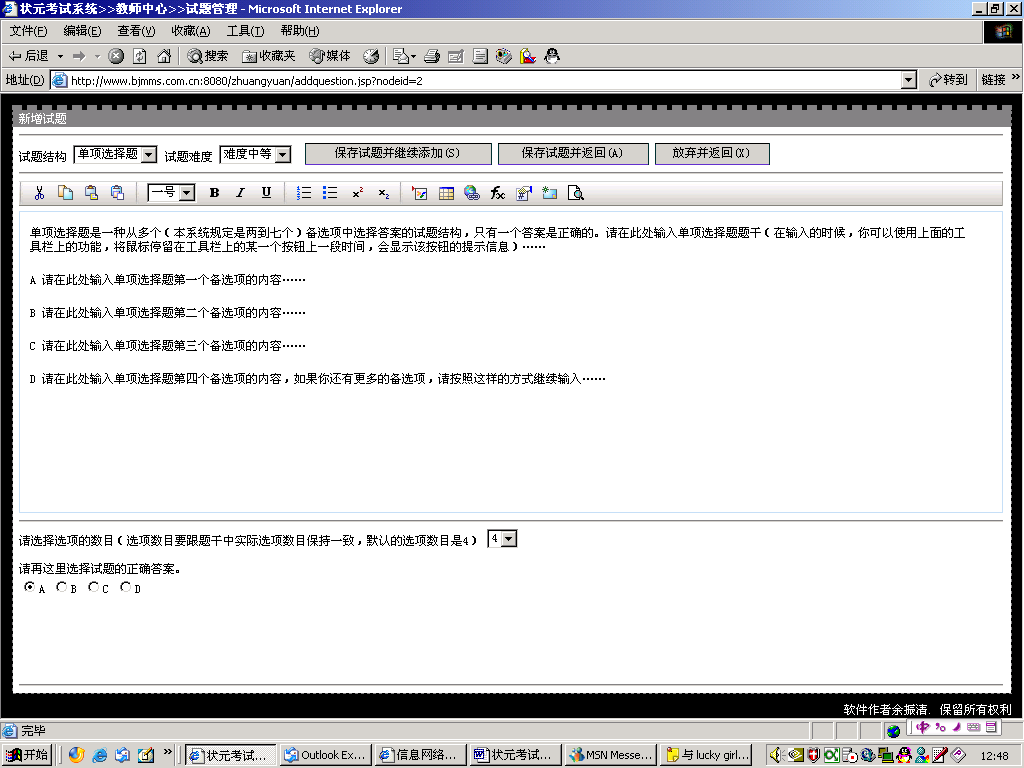 状元考试系统>>教师中心>>试题管理 - Microsoft Internet Explorer
文件(F) 编辑(E) 查看(V) 收藏(A) 工具(T) 帮助(H)
后退 搜索 收藏夹 媒体
地址(D) http://www.bjmms.com.cn:8080/zhuangyuan/addquestion.jsp?nodeid=2 转到 链接 »
新增试题
试题结构 单项选择题 试题难度 难度中等 保存试题并继续添加(S) 保存试题并返回(A) 放弃并返回(X)
一号 B I U x² x₂ fx
单项选择题是一种从多个(本系统规定是两到七个)备选项中选择答案的试题结构,只有一个答案是正确的。请在此处输入单项选择题题干(在输入的时候,你可以使用上面的工
具栏上的功能,将鼠标停留在工具栏上的某一个按钮上一段时间,会显示该按钮的提示信息)……
A 请在此处输入单项选择题第一个备选项的内容……
B 请在此处输入单项选择题第二个备选项的内容……
C 请在此处输入单项选择题第三个备选项的内容……
D 请在此处输入单项选择题第四个备选项的内容,如果你还有更多的备选项,请按照这样的方式继续输入……
请选择选项的数目(选项数目要跟题干中实际选项数目保持一致,默认的选项数目是4) 4
请再这里选择试题的正确答案。
A B C D
软件作者余振清. 保留所有权利
完毕 中
开始 » 状元考试... Outlook Ex... 信息网络... 状元考试... MSN Messe... 与 lucky girl... 12:48